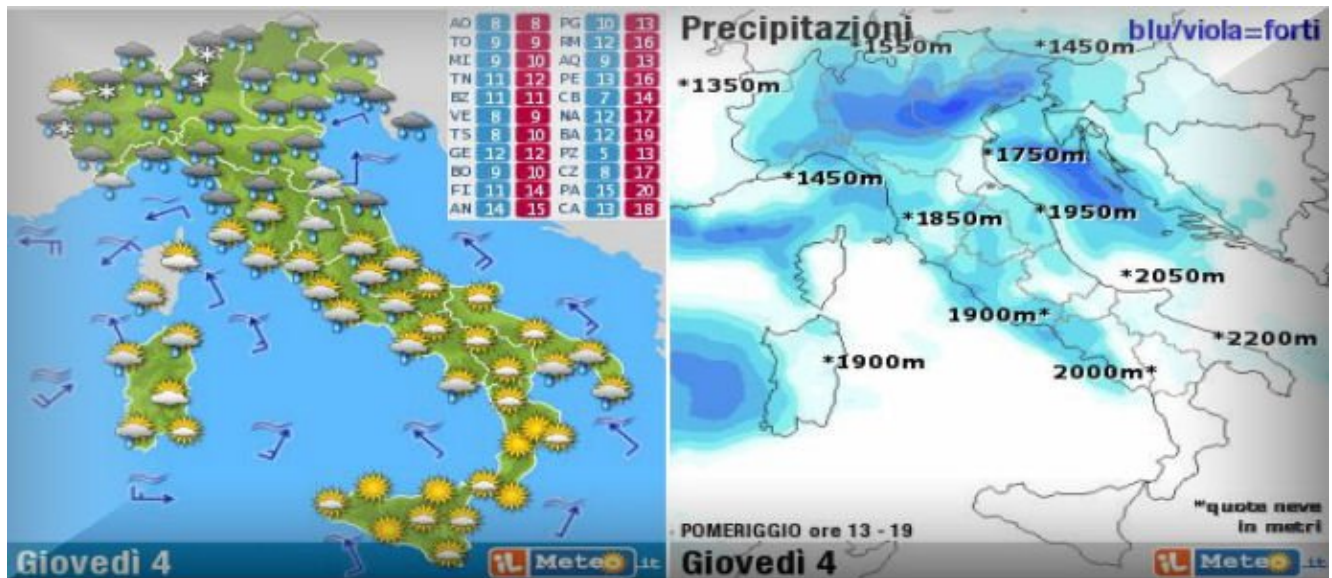 AO 8 8 PG 10 13
TO 9 9 RM 12 16
MI 9 10 AQ 9 13
TN 11 12 PE 13 16
BZ 11 11 CB 7 14
VE 8 9 NA 12 17
TS 8 10 BA 12 19
GE 12 12 PZ 5 13
BO 9 10 CZ 8 17
FI 11 14 PA 15 20
AN 14 15 CA 13 18
Giovedì 4
iL Meteo.it
Precipitazioni
blu/viola=forti
*1550m
*1450m
*1350m
*1750m
*1450m
*1850m
*1950m
*2050m
1900m*
*2200m
*1900m
2000m*
*quote neve
in metri
POMERIGGIO ore 13 - 19
Giovedì 4
iL Meteo.it